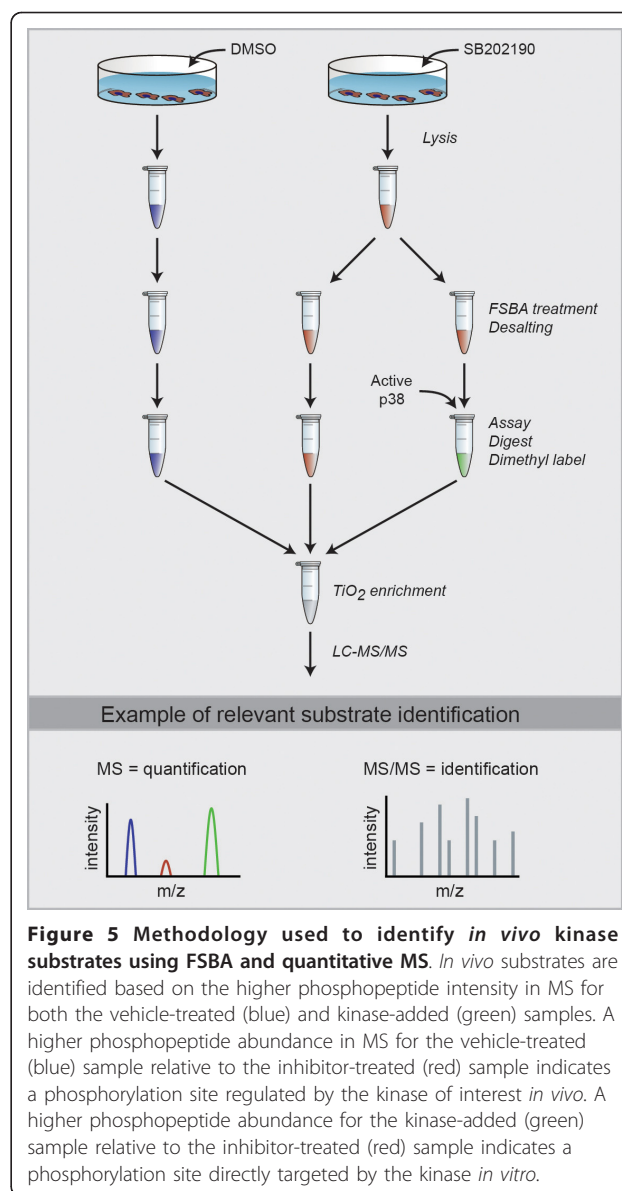 DMSO
SB202190
Lysis
FSBA treatment
Desalting
Active
p38
Assay
Digest
Dimethyl label
TiO2 enrichment
LC-MS/MS
Example of relevant substrate identification
MS = quantification
MS/MS = identification
intensity
m/z
intensity
m/z
Figure 5 Methodology used to identify in vivo kinase
substrates using FSBA and quantitative MS. In vivo substrates are
identified based on the higher phosphopeptide intensity in MS for
both the vehicle-treated (blue) and kinase-added (green) samples. A
higher phosphopeptide abundance in MS for the vehicle-treated
(blue) sample relative to the inhibitor-treated (red) sample indicates
a phosphorylation site regulated by the kinase of interest in vivo. A
higher phosphopeptide abundance for the kinase-added (green)
sample relative to the inhibitor-treated (red) sample indicates a
phosphorylation site directly targeted by the kinase in vitro.